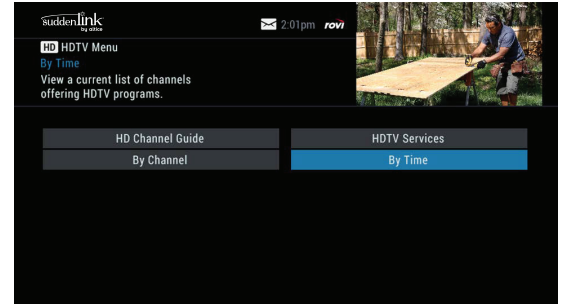 suddenlink
by altice
2:01pm rovi
HD HDTV Menu
By Time
View a current list of channels
offering HDTV programs.
HD Channel Guide
HDTV Services
By Channel
By Time